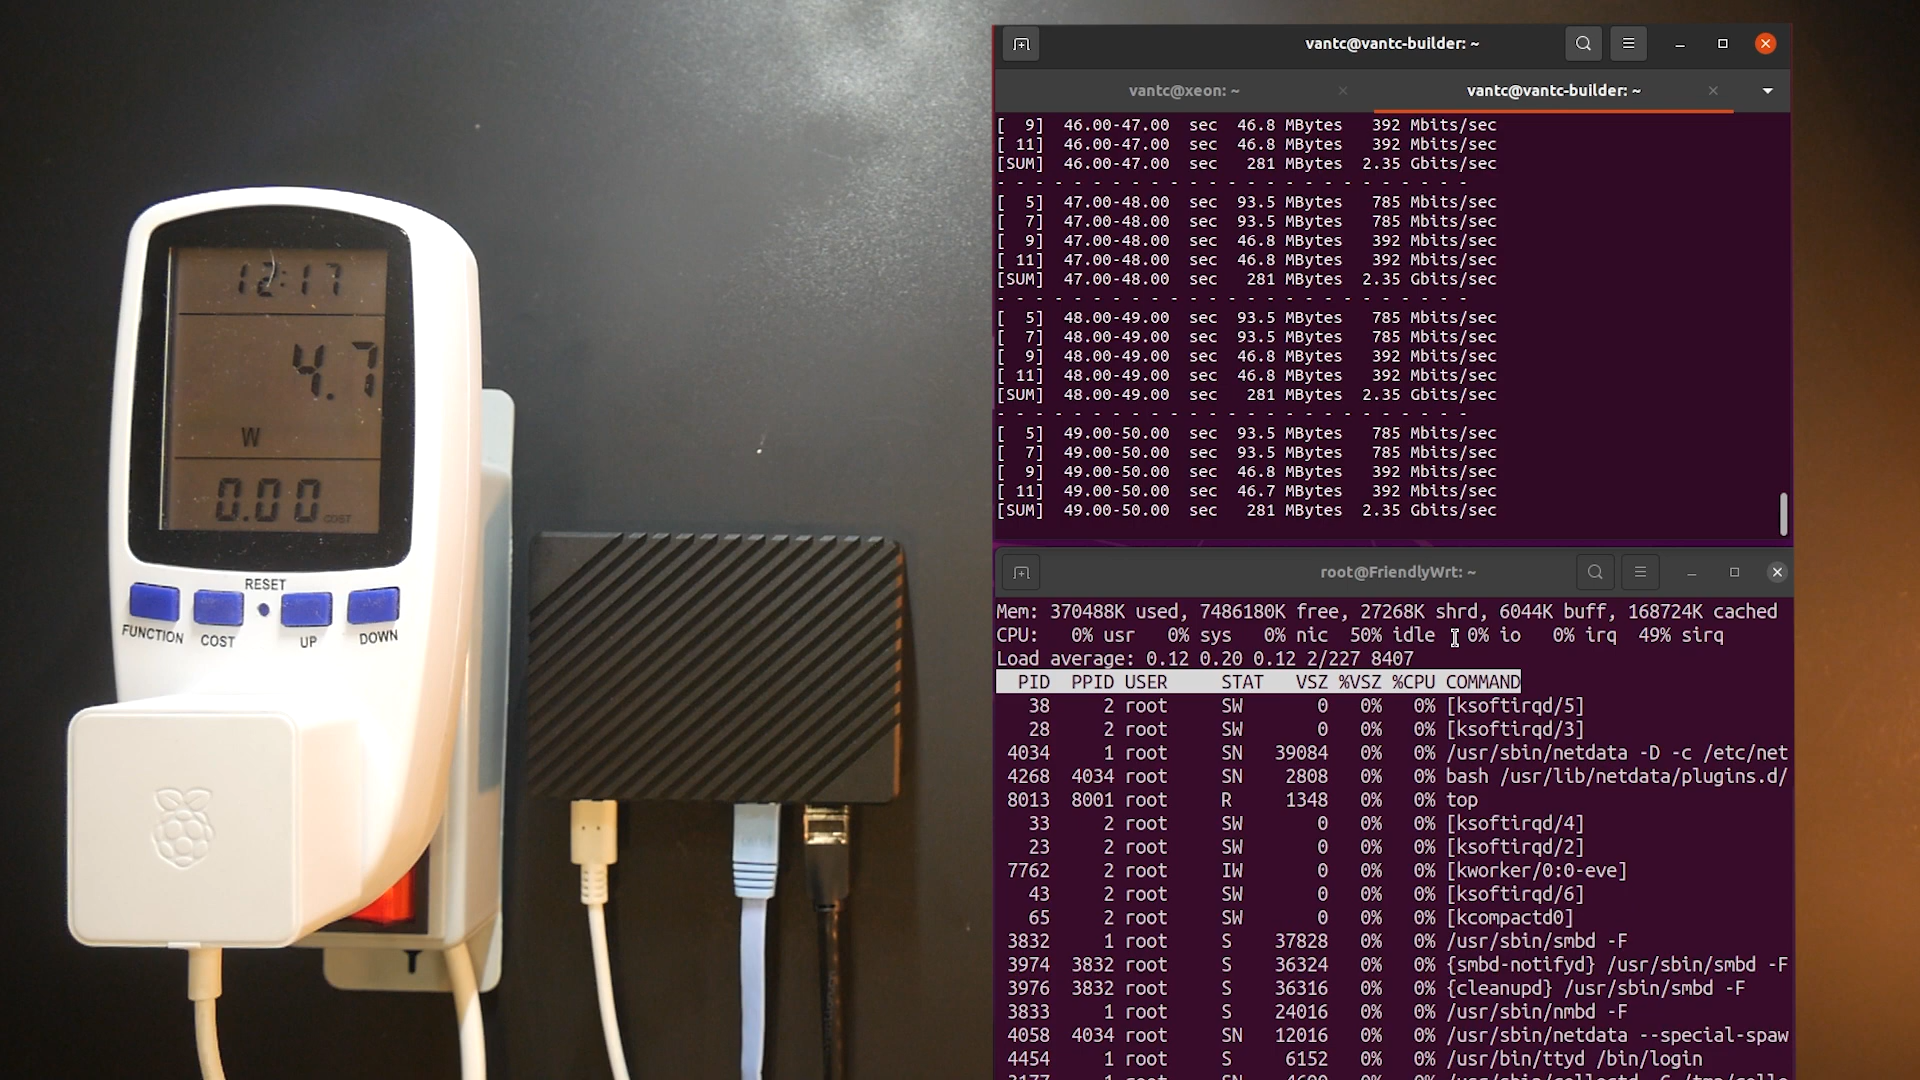 12:17
4.7
W
0.00 COST
RESET
FUNCTION COST UP DOWN
vantc@vantc-builder: ~
vantc@xeon: ~ vantc@vantc-builder: ~
[  9]  46.00-47.00  sec  46.8 MBytes   392 Mbits/sec
[ 11]  46.00-47.00  sec  46.8 MBytes   392 Mbits/sec
[SUM]  46.00-47.00  sec   281 MBytes  2.35 Gbits/sec
- - - - - - - - - - - - - - - - - - - - - - - - -
[  5]  47.00-48.00  sec  93.5 MBytes   785 Mbits/sec
[  7]  47.00-48.00  sec  93.5 MBytes   785 Mbits/sec
[  9]  47.00-48.00  sec  46.8 MBytes   392 Mbits/sec
[ 11]  47.00-48.00  sec  46.8 MBytes   392 Mbits/sec
[SUM]  47.00-48.00  sec   281 MBytes  2.35 Gbits/sec
- - - - - - - - - - - - - - - - - - - - - - - - -
[  5]  48.00-49.00  sec  93.5 MBytes   785 Mbits/sec
[  7]  48.00-49.00  sec  93.5 MBytes   785 Mbits/sec
[  9]  48.00-49.00  sec  46.8 MBytes   392 Mbits/sec
[ 11]  48.00-49.00  sec  46.8 MBytes   392 Mbits/sec
[SUM]  48.00-49.00  sec   281 MBytes  2.35 Gbits/sec
- - - - - - - - - - - - - - - - - - - - - - - - -
[  5]  49.00-50.00  sec  93.5 MBytes   785 Mbits/sec
[  7]  49.00-50.00  sec  93.5 MBytes   785 Mbits/sec
[  9]  49.00-50.00  sec  46.8 MBytes   392 Mbits/sec
[ 11]  49.00-50.00  sec  46.7 MBytes   392 Mbits/sec
[SUM]  49.00-50.00  sec   281 MBytes  2.35 Gbits/sec
root@FriendlyWrt: ~
Mem: 370488K used, 7486180K free, 27268K shrd, 6044K buff, 168724K cached
CPU:   0% usr   0% sys   0% nic  50% idle   0% io   0% irq  49% sirq
Load average: 0.12 0.20 0.12 2/227 8407
PID  PPID USER     STAT   VSZ %VSZ %CPU COMMAND
38     2 root     SW       0   0%   0% [ksoftirqd/5]
28     2 root     SW       0   0%   0% [ksoftirqd/3]
4034     1 root     SN   39084   0%   0% /usr/sbin/netdata -D -c /etc/net
4268  4034 root     SN    2808   0%   0% bash /usr/lib/netdata/plugins.d/
8013  8001 root     R     1348   0%   0% top
33     2 root     SW       0   0%   0% [ksoftirqd/4]
23     2 root     SW       0   0%   0% [ksoftirqd/2]
7762     2 root     IW       0   0%   0% [kworker/0:0-eve]
43     2 root     SW       0   0%   0% [ksoftirqd/6]
65     2 root     SW       0   0%   0% [kcompactd0]
3832     1 root     S    37828   0%   0% /usr/sbin/smbd -F
3974  3832 root     S    36324   0%   0% {smbd-notifyd} /usr/sbin/smbd -F
3976  3832 root     S    36316   0%   0% {cleanupd} /usr/sbin/smbd -F
3833     1 root     S    24016   0%   0% /usr/sbin/nmbd -F
4058  4034 root     SN   12016   0%   0% /usr/sbin/netdata --special-spaw
4454     1 root     S     6152   0%   0% /usr/bin/ttyd /bin/login